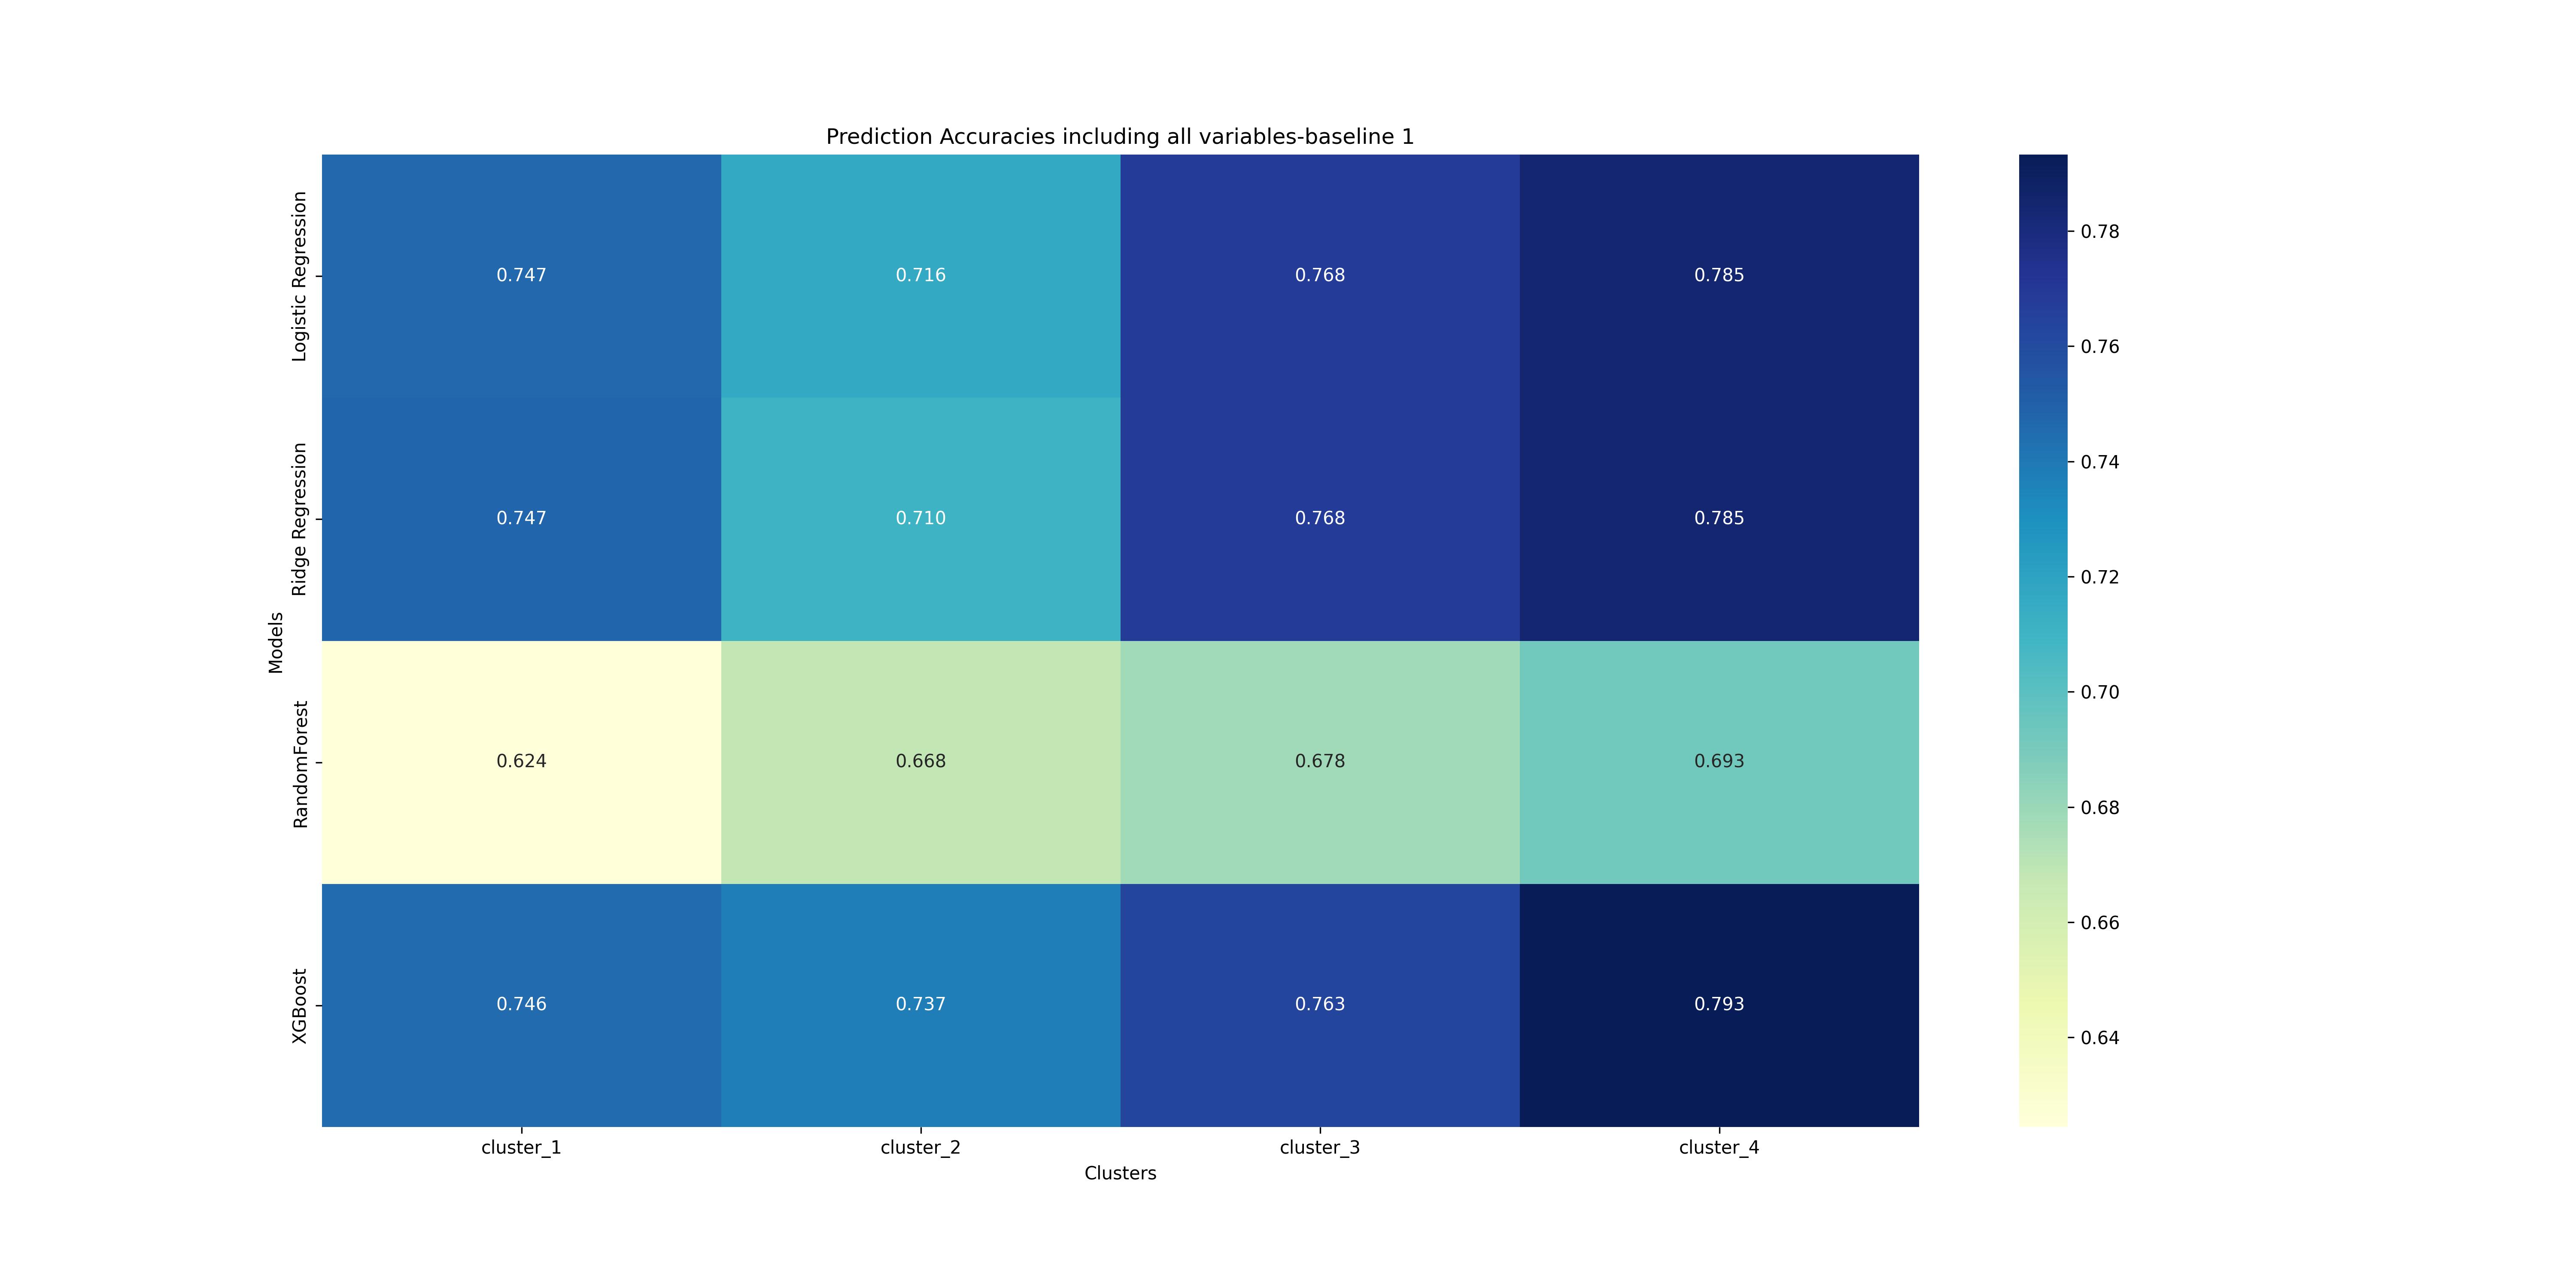 Prediction Accuracies including all variables-baseline 1
Models
Logistic Regression
0.747 0.716 0.768 0.785
Ridge Regression
0.747 0.710 0.768 0.785
RandomForest
0.624 0.668 0.678 0.693
XGBoost
0.746 0.737 0.763 0.793
cluster_1 cluster_2 cluster_3 cluster_4
Clusters
0.78
0.76
0.74
0.72
0.70
0.68
0.66
0.64